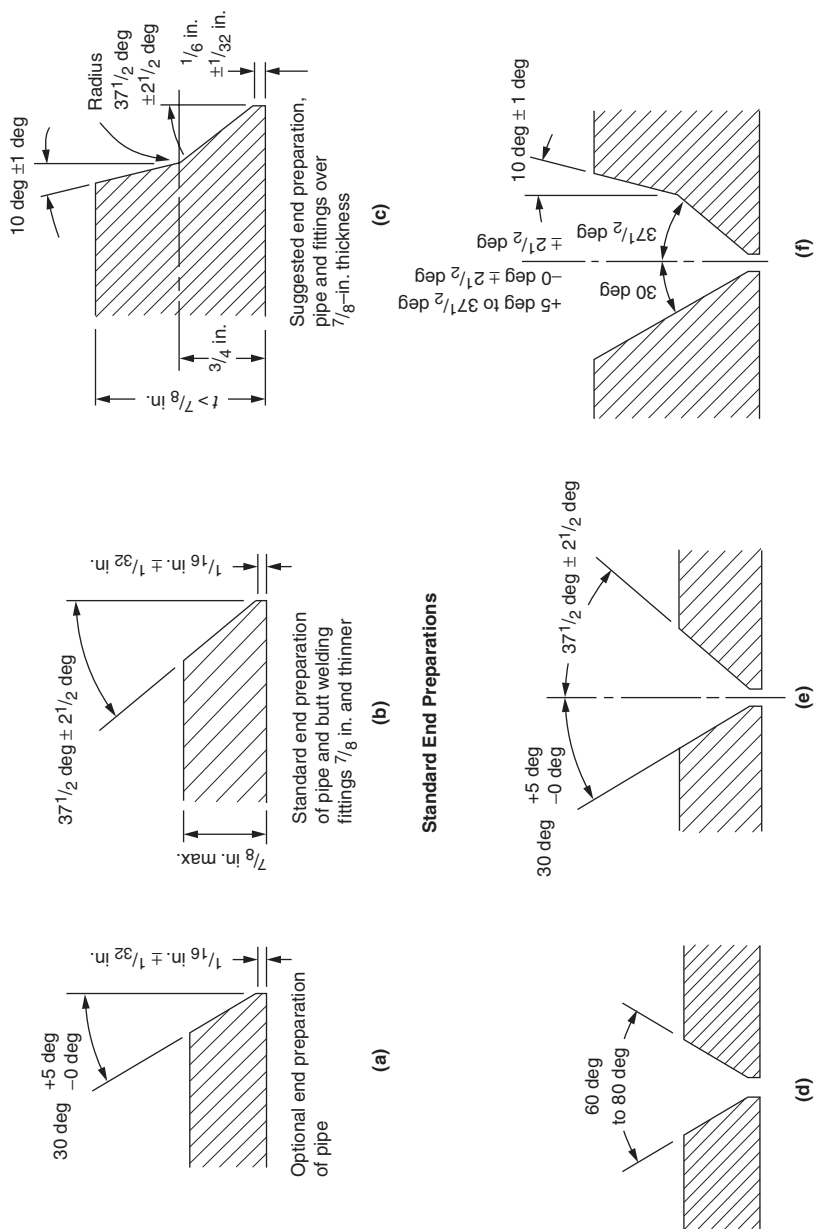 30 deg
+5 deg
−0 deg
1/16 in. ± 1/32 in.
Optional end preparation
of pipe
(a)
37 1/2 deg ± 2 1/2 deg
1/16 in. ± 1/32 in.
7/8 in. max.
Standard end preparation
of pipe and butt welding
fittings 7/8 in. and thinner
(b)
10 deg ±1 deg
Radius
37 1/2 deg
±2 1/2 deg
1/6 in.
±1/32 in.
t > 7/8 in.
3/4 in.
Suggested end preparation,
pipe and fittings over
7/8–in. thickness
(c)
Standard End Preparations
60 deg
to 80 deg
(d)
30 deg
+5 deg
−0 deg
37 1/2 deg ± 2 1/2 deg
(e)
+5 deg to 37 1/2 deg
−0 deg ± 2 1/2 deg
± 2 1/2 deg
30 deg
37 1/2 deg
10 deg ± 1 deg
(f)